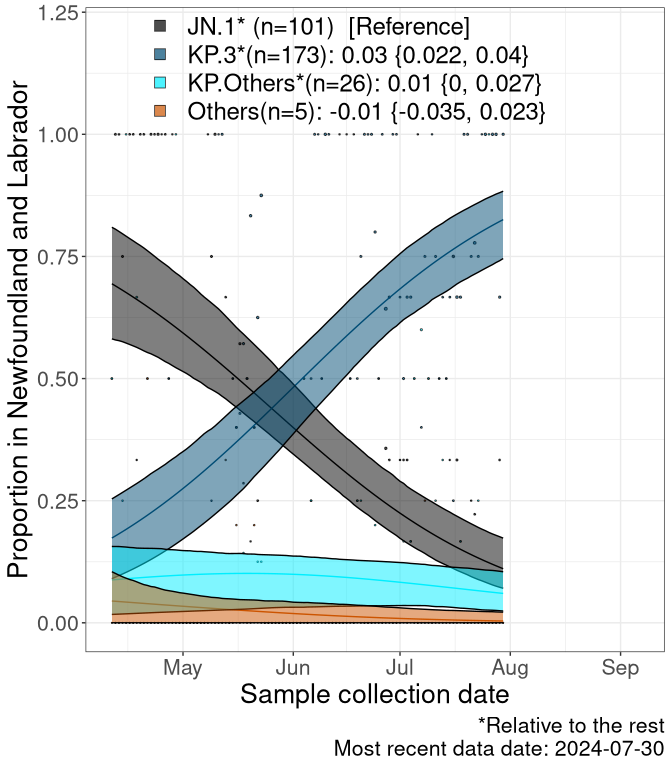 JN.1* (n=101)  [Reference]
KP.3*(n=173): 0.03 {0.022, 0.04}
KP.Others*(n=26): 0.01 {0, 0.027}
Others(n=5): -0.01 {-0.035, 0.023}
Proportion in Newfoundland and Labrador
1.25
1.00
0.75
0.50
0.25
0.00
May Jun Jul Aug Sep
Sample collection date
*Relative to the rest
Most recent data date: 2024-07-30